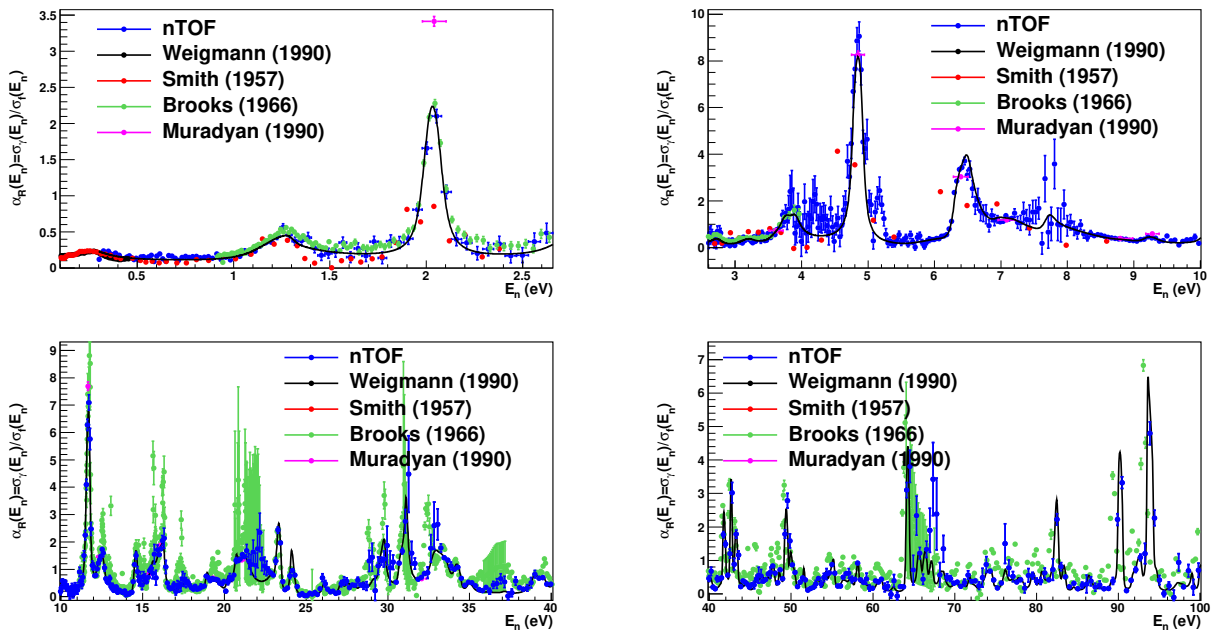 α_R(E_n)=σ_γ(E_n)/σ_f(E_n)
3.5
3
2.5
2
1.5
1
0.5
0
nTOF
Weigmann (1990)
Smith (1957)
Brooks (1966)
Muradyan (1990)
0.5 1 1.5 2 2.5
E_n (eV)
α_R(E_n)=σ_γ(E_n)/σ_f(E_n)
10
8
6
4
2
0
nTOF
Weigmann (1990)
Smith (1957)
Brooks (1966)
Muradyan (1990)
3 4 5 6 7 8 9 10
E_n (eV)
α_R(E_n)=σ_γ(E_n)/σ_f(E_n)
9
8
7
6
5
4
3
2
1
0
nTOF
Weigmann (1990)
Smith (1957)
Brooks (1966)
Muradyan (1990)
10 15 20 25 30 35 40
E_n (eV)
α_R(E_n)=σ_γ(E_n)/σ_f(E_n)
7
6
5
4
3
2
1
0
nTOF
Weigmann (1990)
Smith (1957)
Brooks (1966)
Muradyan (1990)
40 50 60 70 80 90 100
E_n (eV)